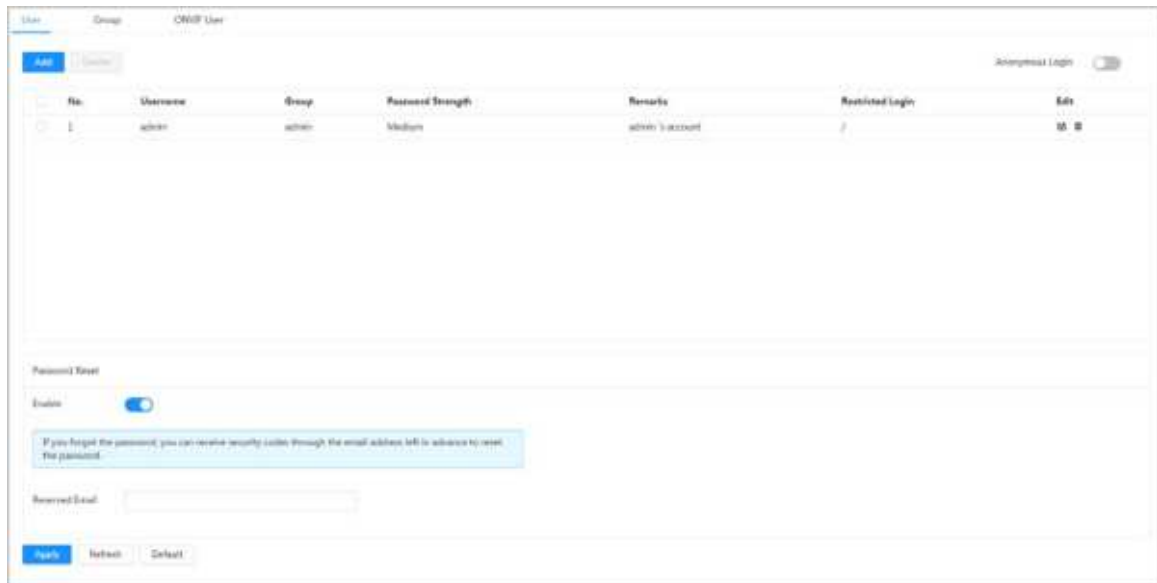 User Group ONVIF User
Add Delete Anonymous Login
No. Username Group Password Strength Remarks Restricted Login Edit
1 admin admin Medium admin 's account /
Password Reset
Enable
If you forget the password, you can receive security codes through the email address left in advance to reset
the password.
Reserved Email
Apply Refresh Default